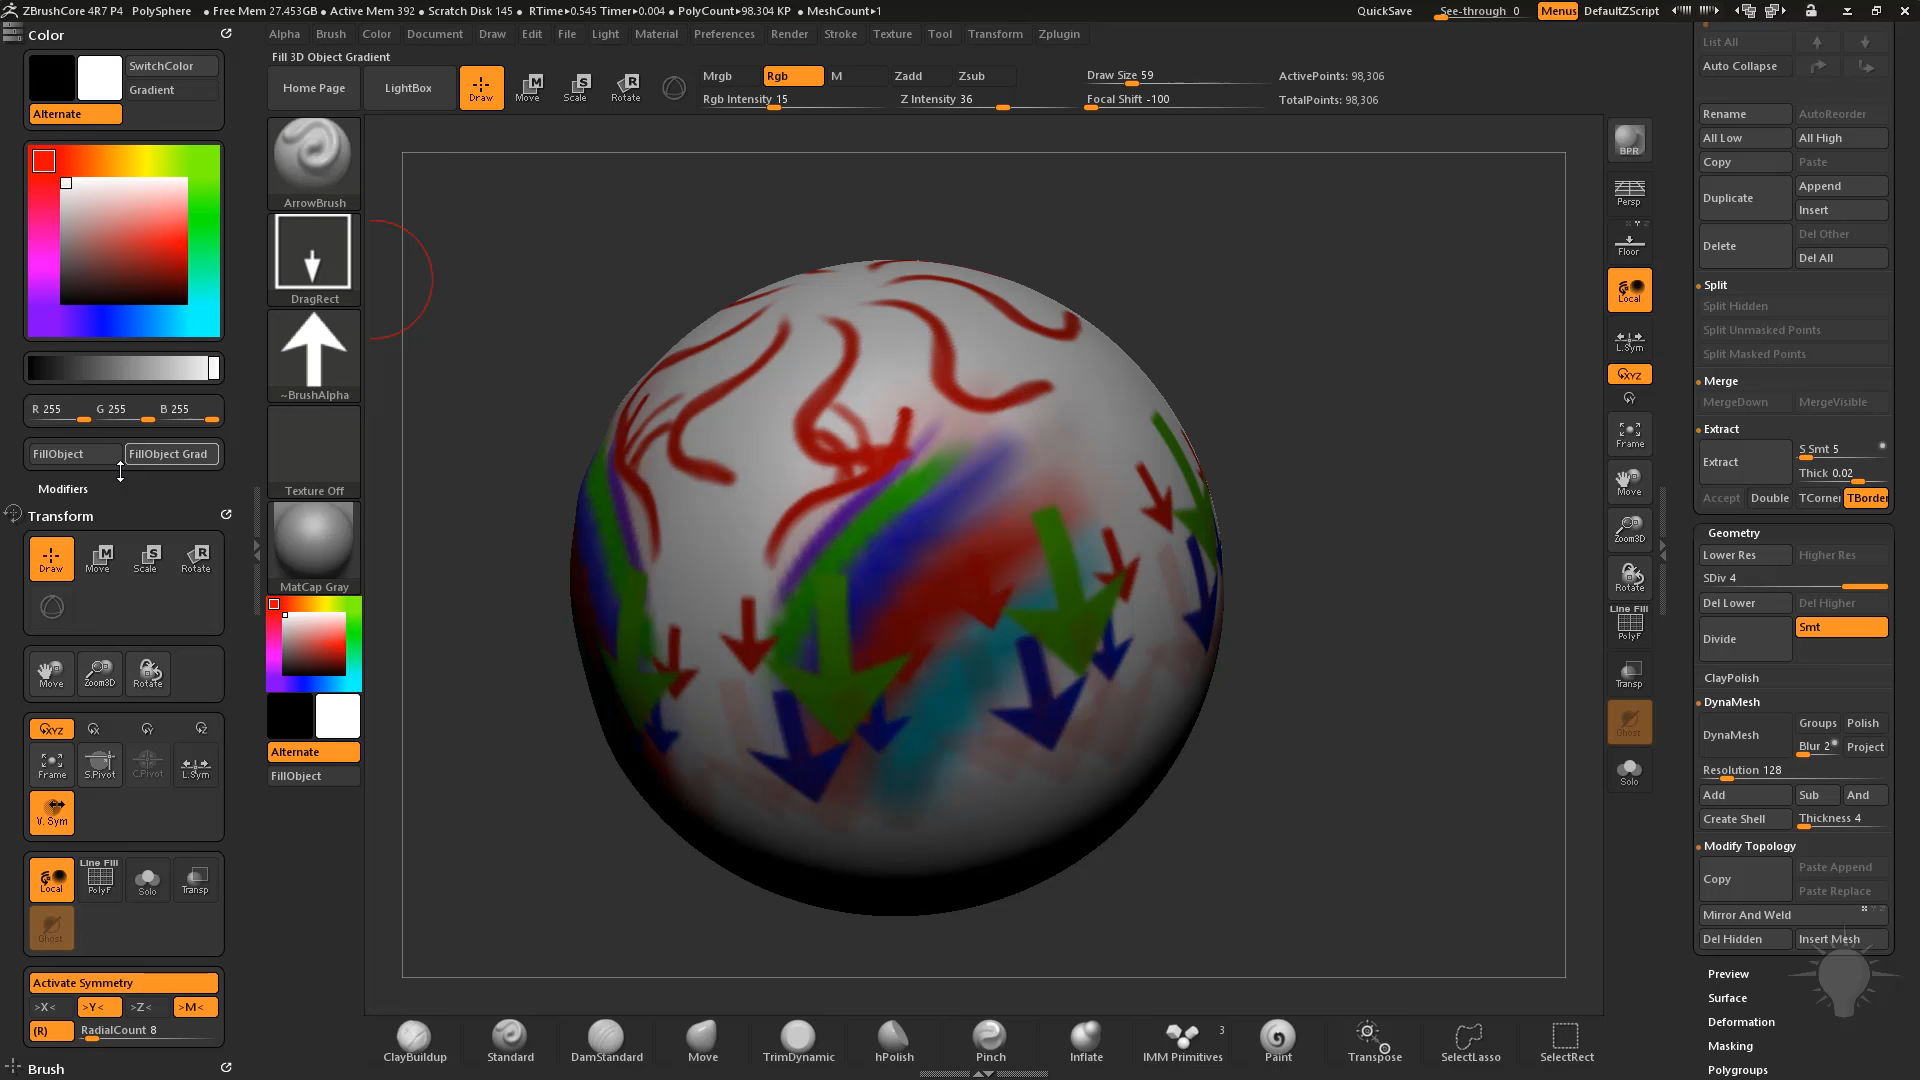 ZBrushCore 4R7 P4 PolySphere • Free Mem 27.453GB • Active Mem 392 • Scratch Disk 145 • RTime▸0.545 Timer▸0.004 • PolyCount▸98.304 KP • MeshCount▸1 QuickSave See-through 0 Menus DefaultZScript
Alpha Brush Color Document Draw Edit File Light Material Preferences Render Stroke Texture Tool Transform Zplugin
Fill 3D Object Gradient
Home Page LightBox Draw Move Scale Rotate
Mrgb Rgb M Zadd Zsub
Rgb Intensity 15 Z Intensity 36
Draw Size 59
Focal Shift -100
ActivePoints: 98,306
TotalPoints: 98,306
Color
SwitchColor
Gradient
Alternate
R 255 G 255 B 255
FillObject FillObject Grad
Modifiers
Transform
Draw Move Scale Rotate
Move Zoom3D Rotate
XYZ X Y Z
Frame S.Pivot C.Pivot L.Sym
V. Sym
Local Line Fill PolyF Solo Transp
Ghost
Activate Symmetry
>X< >Y< >Z< >M<
(R) RadialCount 8
Brush
ArrowBrush
DragRect
~BrushAlpha
Texture Off
MatCap Gray
Alternate
FillObject
BPR
Persp
Floor
Local
L.Sym
XYZ
Y
Frame
Move
Zoom3D
Rotate
Line Fill
PolyF
Transp
Ghost
Solo
List All
Auto Collapse
Rename AutoReorder
All Low All High
Copy Paste
Duplicate Append
Insert
Delete Del Other
Del All
Split
Split Hidden
Split Unmasked Points
Split Masked Points
Merge
MergeDown MergeVisible
Extract
Extract S Smt 5
Thick 0.02
Accept Double TCorne TBorder
Geometry
Lower Res Higher Res
SDiv 4
Del Lower Del Higher
Divide Smt
ClayPolish
DynaMesh
DynaMesh Groups Polish
Blur 2 Project
Resolution 128
Add Sub And
Create Shell Thickness 4
Modify Topology
Copy Paste Append
Paste Replace
Mirror And Weld
Del Hidden Insert Mesh
Preview
Surface
Deformation
Masking
Polygroups
ClayBuildup Standard DamStandard Move TrimDynamic hPolish Pinch Inflate IMM Primitives 3 Paint Transpose SelectLasso SelectRect